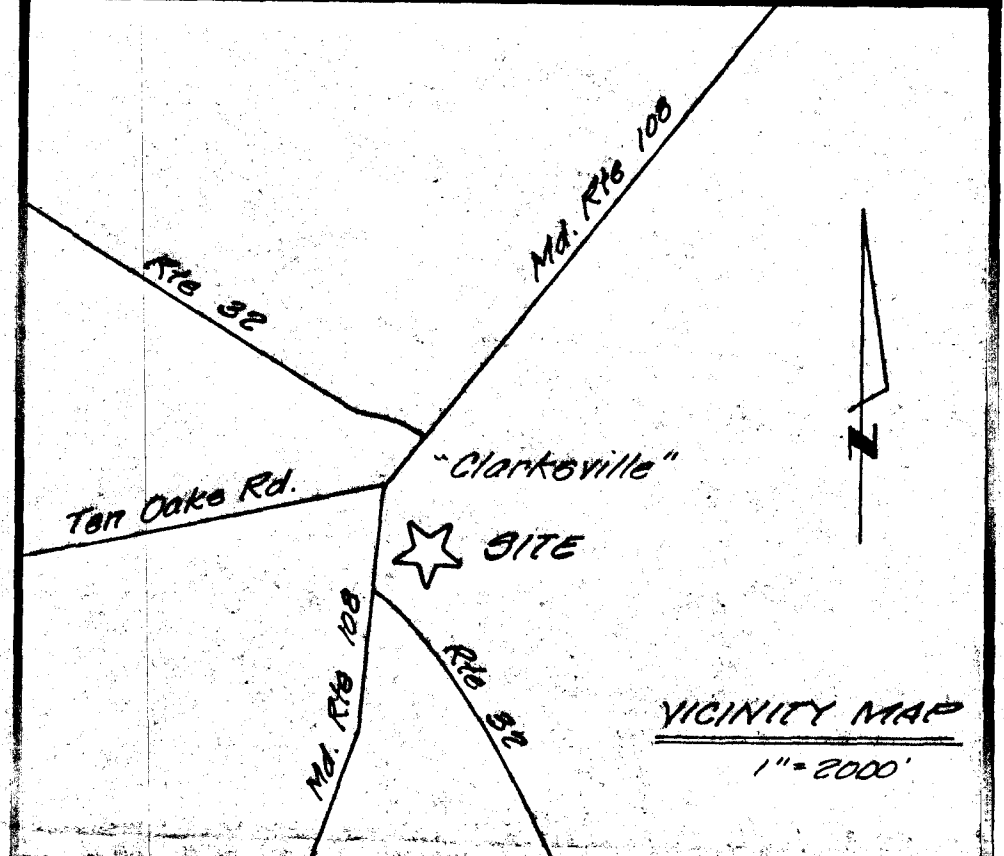 Md. Rte 108
Rte 32
"Clarksville"
Ten Oaks Rd.
SITE
Md. Rte 108
Rte 32
VICINITY MAP
1"=2000'
N